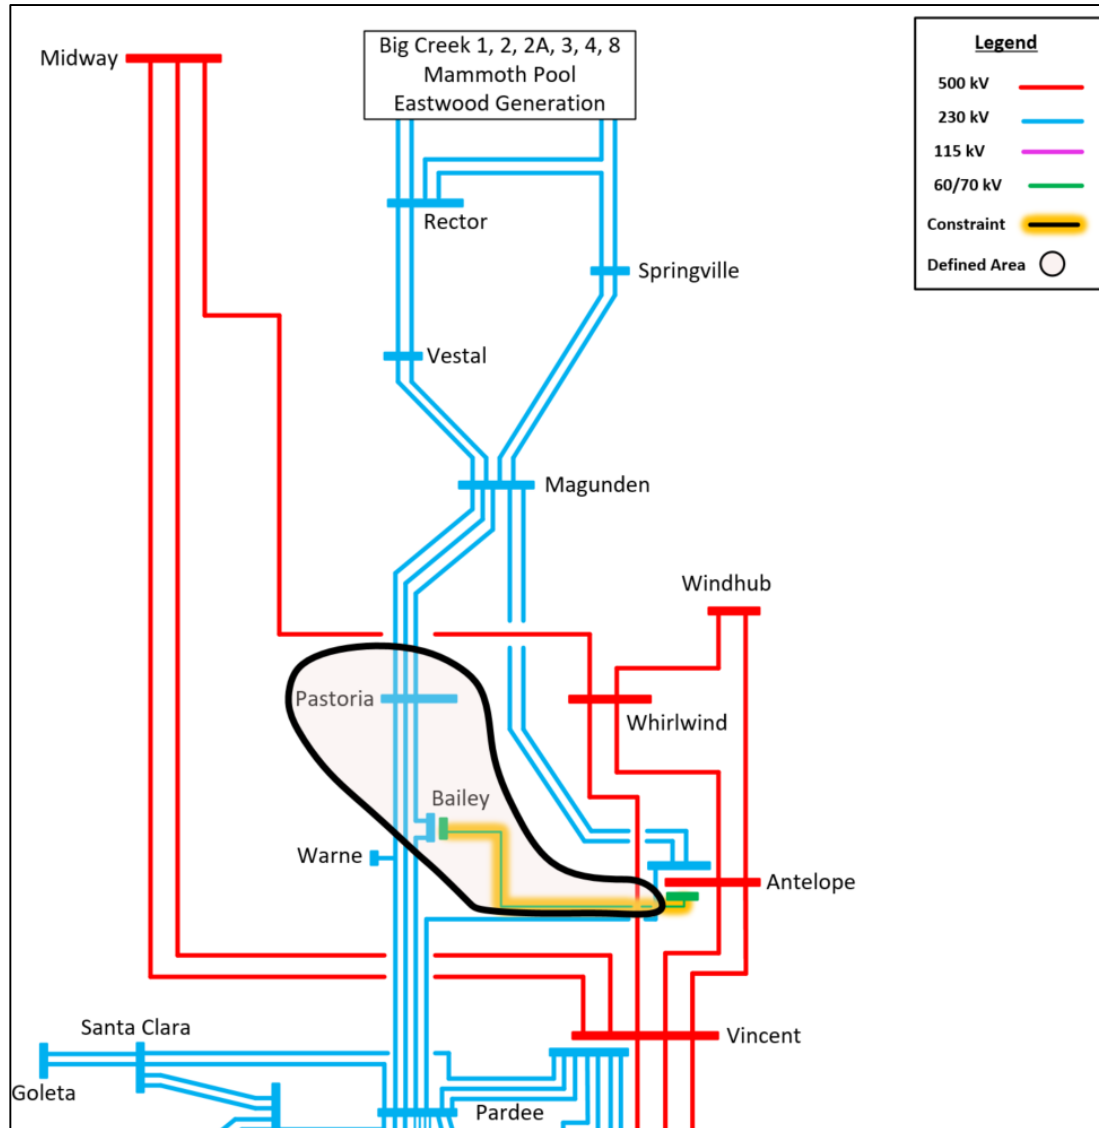 Midway
Big Creek 1, 2, 2A, 3, 4, 8
Mammoth Pool
Eastwood Generation
Legend
500 kV
230 kV
115 kV
60/70 kV
Constraint
Defined Area
Rector
Springville
Vestal
Magunden
Windhub
Pastoria
Whirlwind
Bailey
Warne
Antelope
Santa Clara
Vincent
Goleta
Pardee